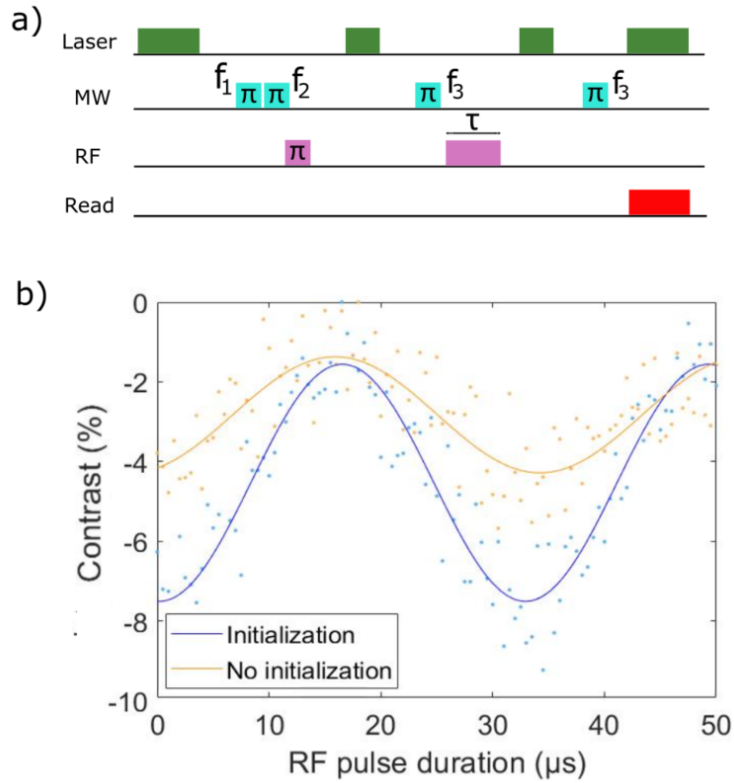 a)
Laser
MW f₁ π π f₂ π f₃ π f₃
τ
RF π
Read
b)
Contrast (%)
0
-2
-4
-6
-8
-10
Initialization
No initialization
0 10 20 30 40 50
RF pulse duration (μs)